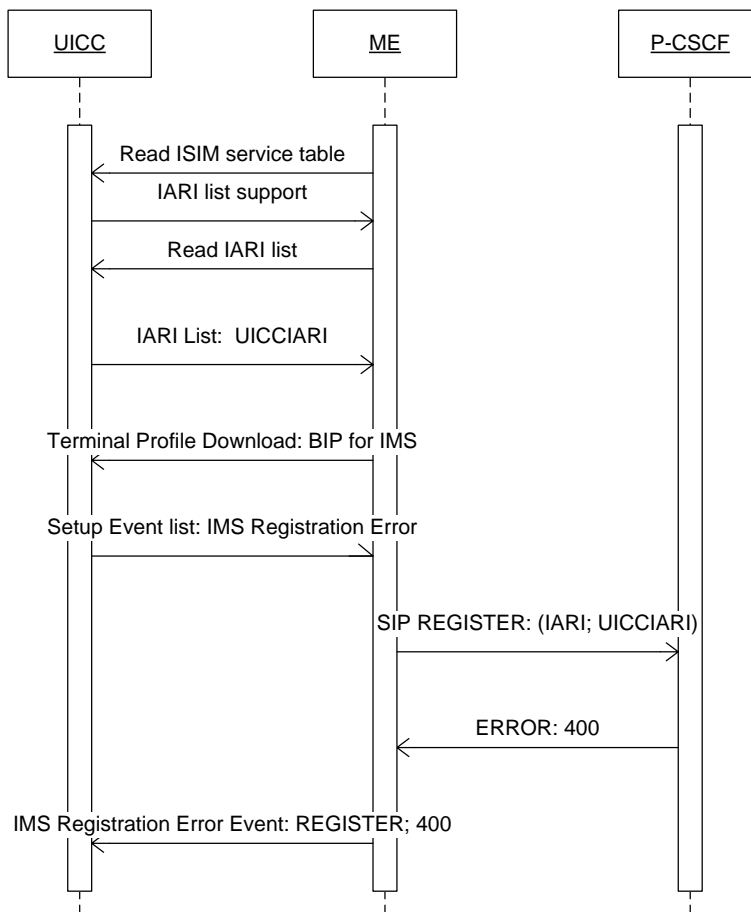 UICC
ME
P-CSCF
Read ISIM service table
IARI list support
Read IARI list
IARI List: UICCIARI
Terminal Profile Download: BIP for IMS
Setup Event list: IMS Registration Error
SIP REGISTER: (IARI; UICCIARI)
ERROR: 400
IMS Registration Error Event: REGISTER; 400